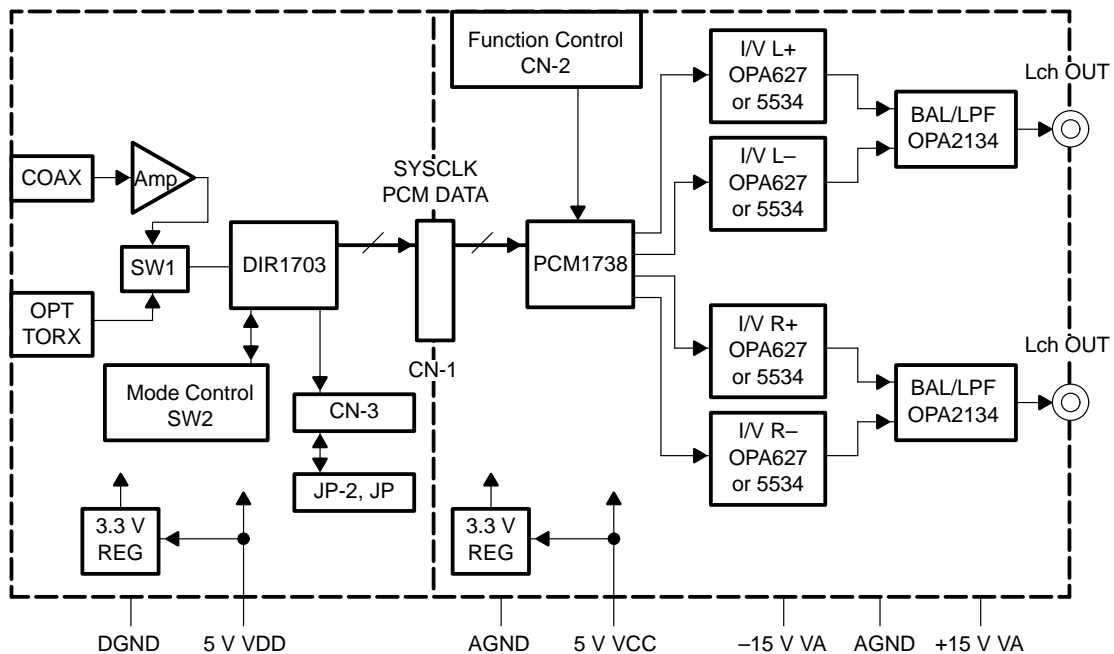 Function Control
CN-2
I/V L+
OPA627
or 5534
Lch OUT
BAL/LPF
OPA2134
I/V L–
OPA627
or 5534
COAX
Amp
SYSCLK
PCM DATA
SW1
DIR1703
PCM1738
OPT
TORX
I/V R+
OPA627
or 5534
Lch OUT
CN-1
Mode Control
SW2
CN-3
BAL/LPF
OPA2134
I/V R–
OPA627
or 5534
JP-2, JP
3.3 V
REG
3.3 V
REG
DGND
5 V VDD
AGND
5 V VCC
–15 V VA
AGND
+15 V VA